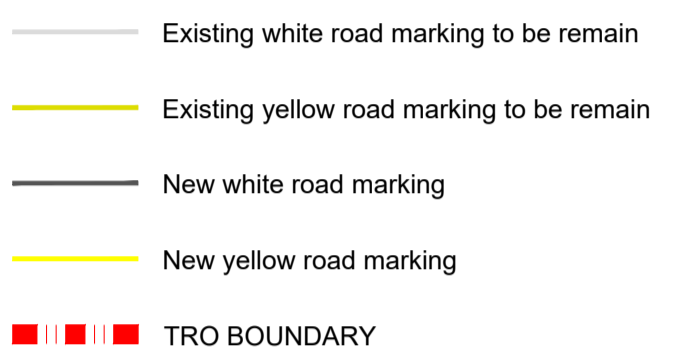 Existing white road marking to be remain
Existing yellow road marking to be remain
New white road marking
New yellow road marking
TRO BOUNDARY